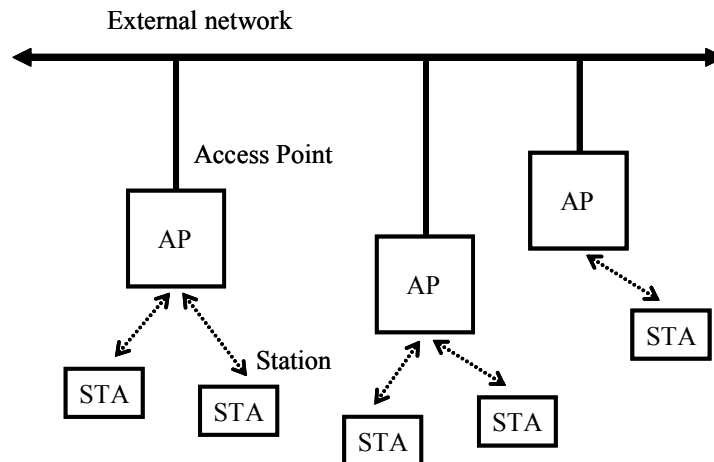 External network
Access Point
AP
AP
AP
Station
STA
STA
STA
STA
STA